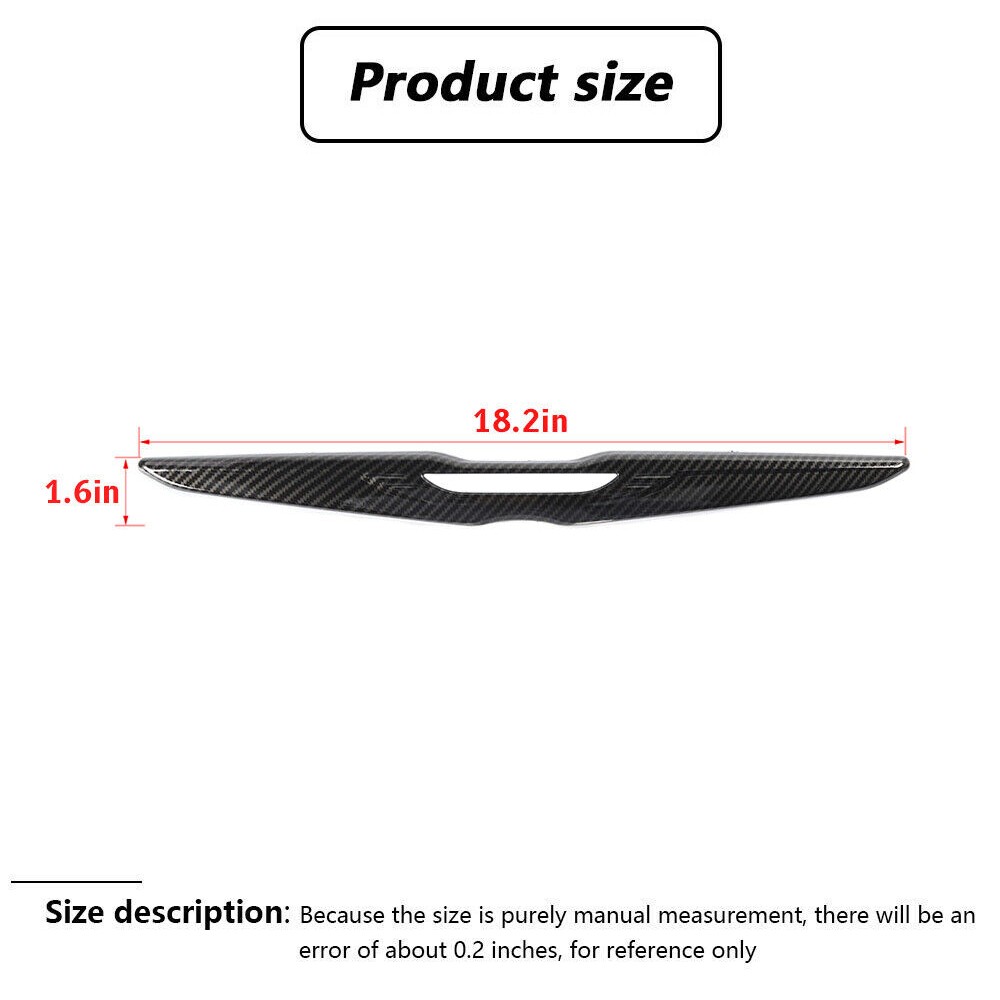 Product size
18.2in
1.6in
Size description: Because the size is purely manual measurement, there will be an
error of about 0.2 inches, for reference only